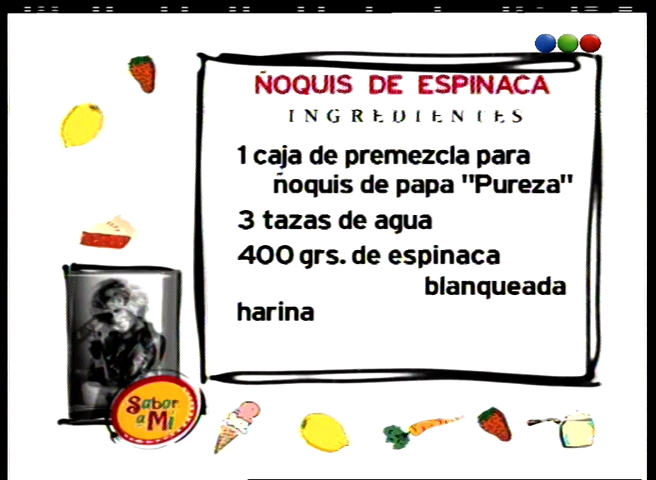 ÑOQUIS DE ESPINACA
INGREDIENTES
1 caja de premezcla para
ñoquis de papa "Pureza"
3 tazas de agua
400 grs. de espinaca
blanqueada
harina
Sabor
a Mí